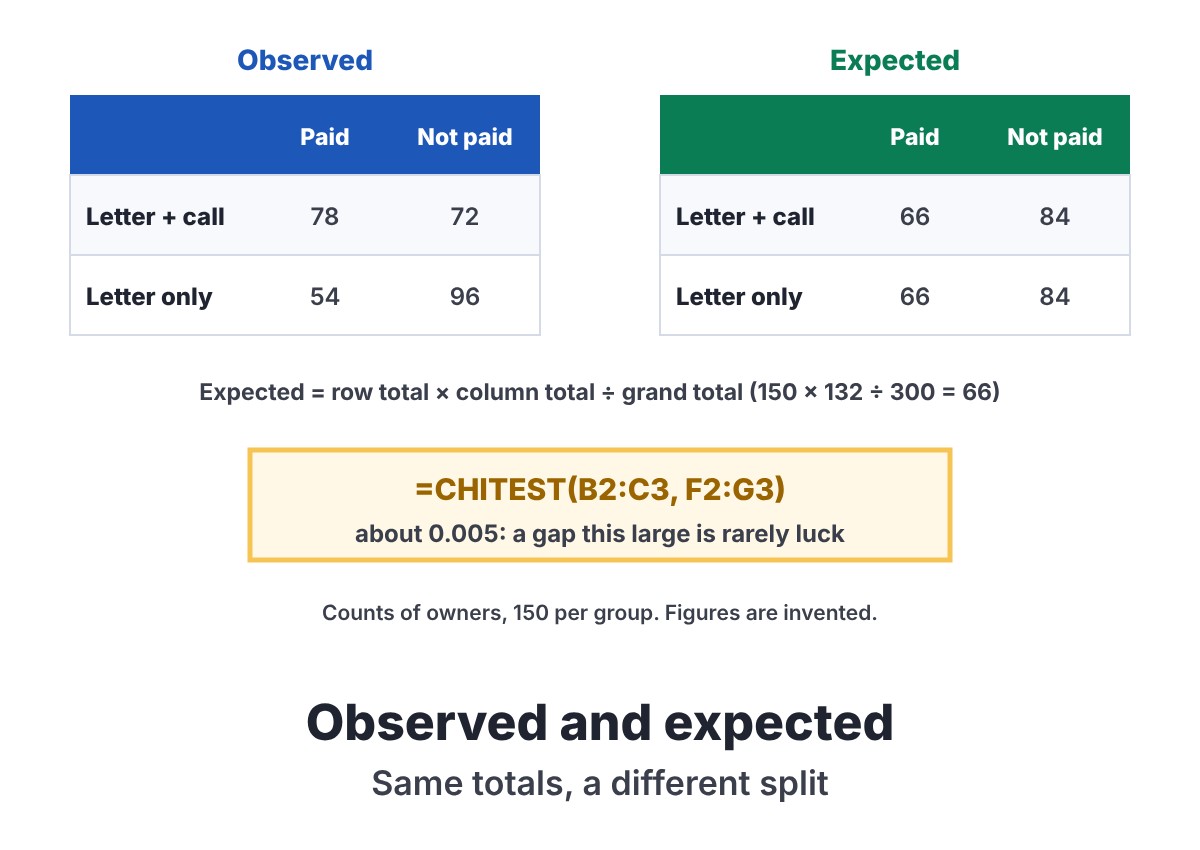 Observed
Paid Not paid
Letter + call 78 72
Letter only 54 96
Expected
Paid Not paid
Letter + call 66 84
Letter only 66 84
Expected = row total × column total ÷ grand total (150 × 132 ÷ 300 = 66)
=CHITEST(B2:C3, F2:G3)
about 0.005: a gap this large is rarely luck
Counts of owners, 150 per group. Figures are invented.
Observed and expected
Same totals, a different split